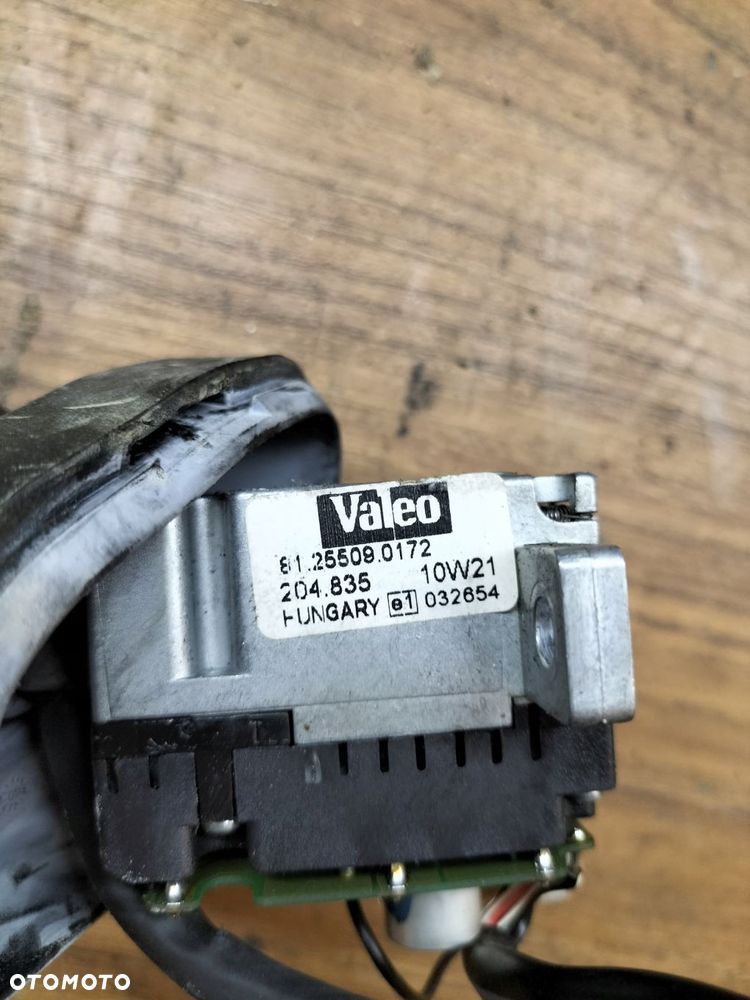 Valeo
81.25509.0172
204.835 10W21
HUNGARY e1 032654
OTOMOTO